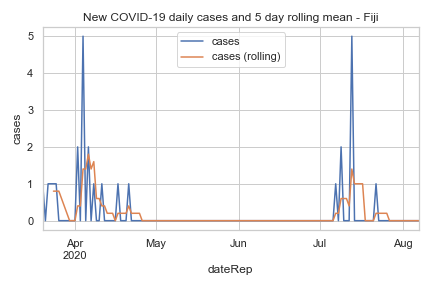 New COVID-19 daily cases and 5 day rolling mean - Fiji
cases
cases (rolling)
5
4
3
2
1
0
cases
Apr
2020
May
Jun
Jul
Aug
dateRep